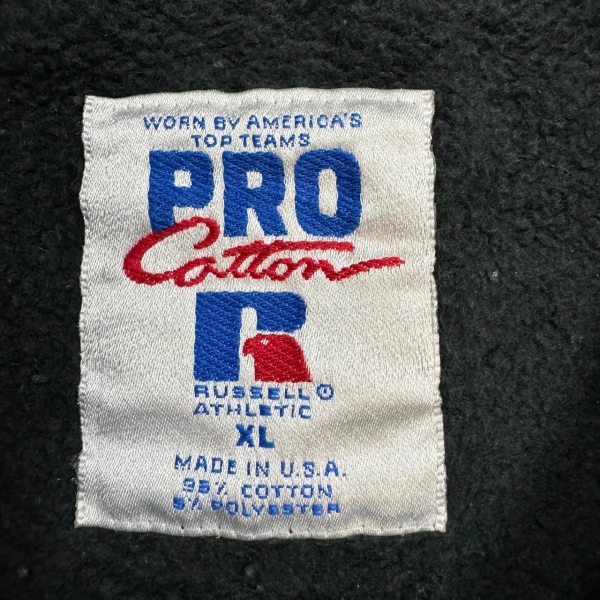 WORN BY AMERICA'S
TOP TEAMS
PRO
Cotton
RUSSELL ®
ATHLETIC
XL
MADE IN U.S.A.
95% COTTON
5% POLYESTER